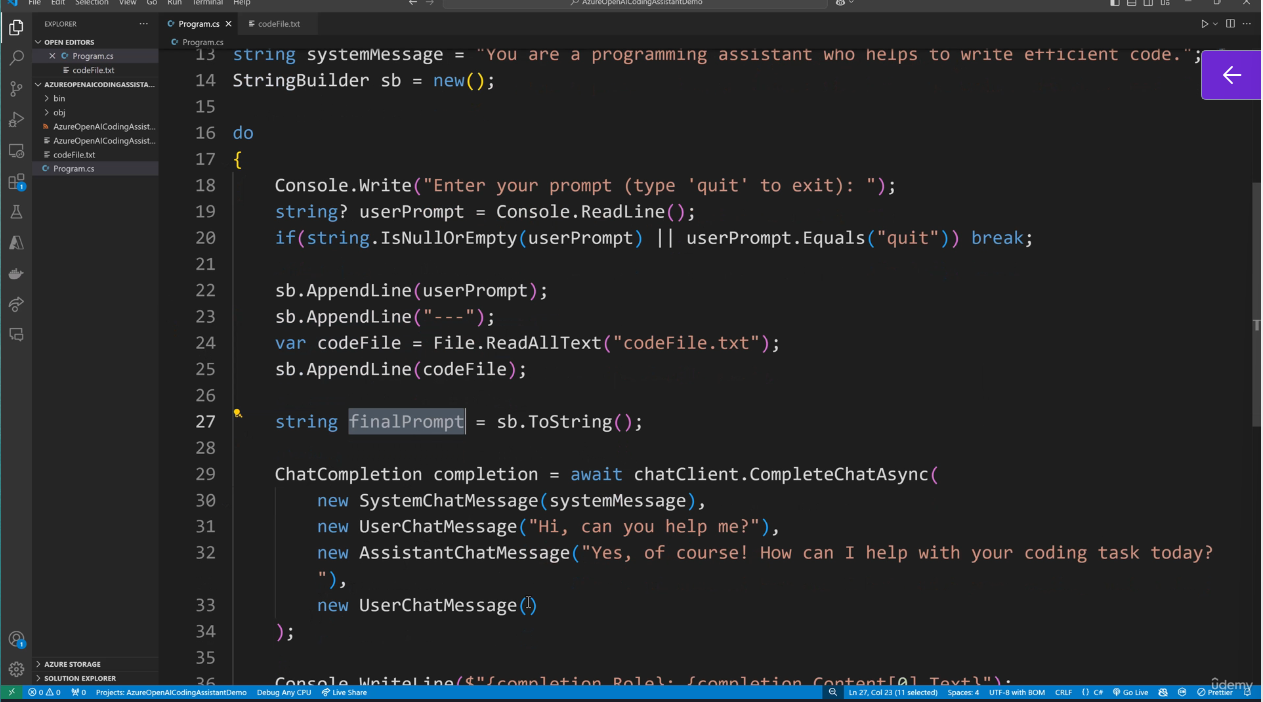 File Edit Selection View Go Run Terminal Help
AzureOpenAICodingAssistantDemo
EXPLORER
Program.cs
codeFile.txt
OPEN EDITORS
Program.cs
codeFile.txt
AZUREOPENAICODINGASSISTA...
bin
obj
AzureOpenAICodingAssist...
AzureOpenAICodingAssist...
codeFile.txt
Program.cs
AZURE STORAGE
SOLUTION EXPLORER
Program.cs
13 string systemMessage = "You are a programming assistant who helps to write efficient code.";
14 StringBuilder sb = new();
15
16 do
17 {
18 Console.Write("Enter your prompt (type 'quit' to exit): ");
19 string? userPrompt = Console.ReadLine();
20 if(string.IsNullOrEmpty(userPrompt) || userPrompt.Equals("quit")) break;
21
22 sb.AppendLine(userPrompt);
23 sb.AppendLine("---");
24 var codeFile = File.ReadAllText("codeFile.txt");
25 sb.AppendLine(codeFile);
26
27 string finalPrompt = sb.ToString();
28
29 ChatCompletion completion = await chatClient.CompleteChatAsync(
30 new SystemChatMessage(systemMessage),
31 new UserChatMessage("Hi, can you help me?"),
32 new AssistantChatMessage("Yes, of course! How can I help with your coding task today?
"),
33 new UserChatMessage()
34 );
35
Console.WriteLine($"{completion.Role}: {completion.Content[0].Text}");
udemy
0 0 0 Projects: AzureOpenAICodingAssistantDemo Debug Any CPU Live Share Ln 27, Col 23 (11 selected) Spaces: 4 UTF-8 with BOM CRLF {} C# Go Live Prettier